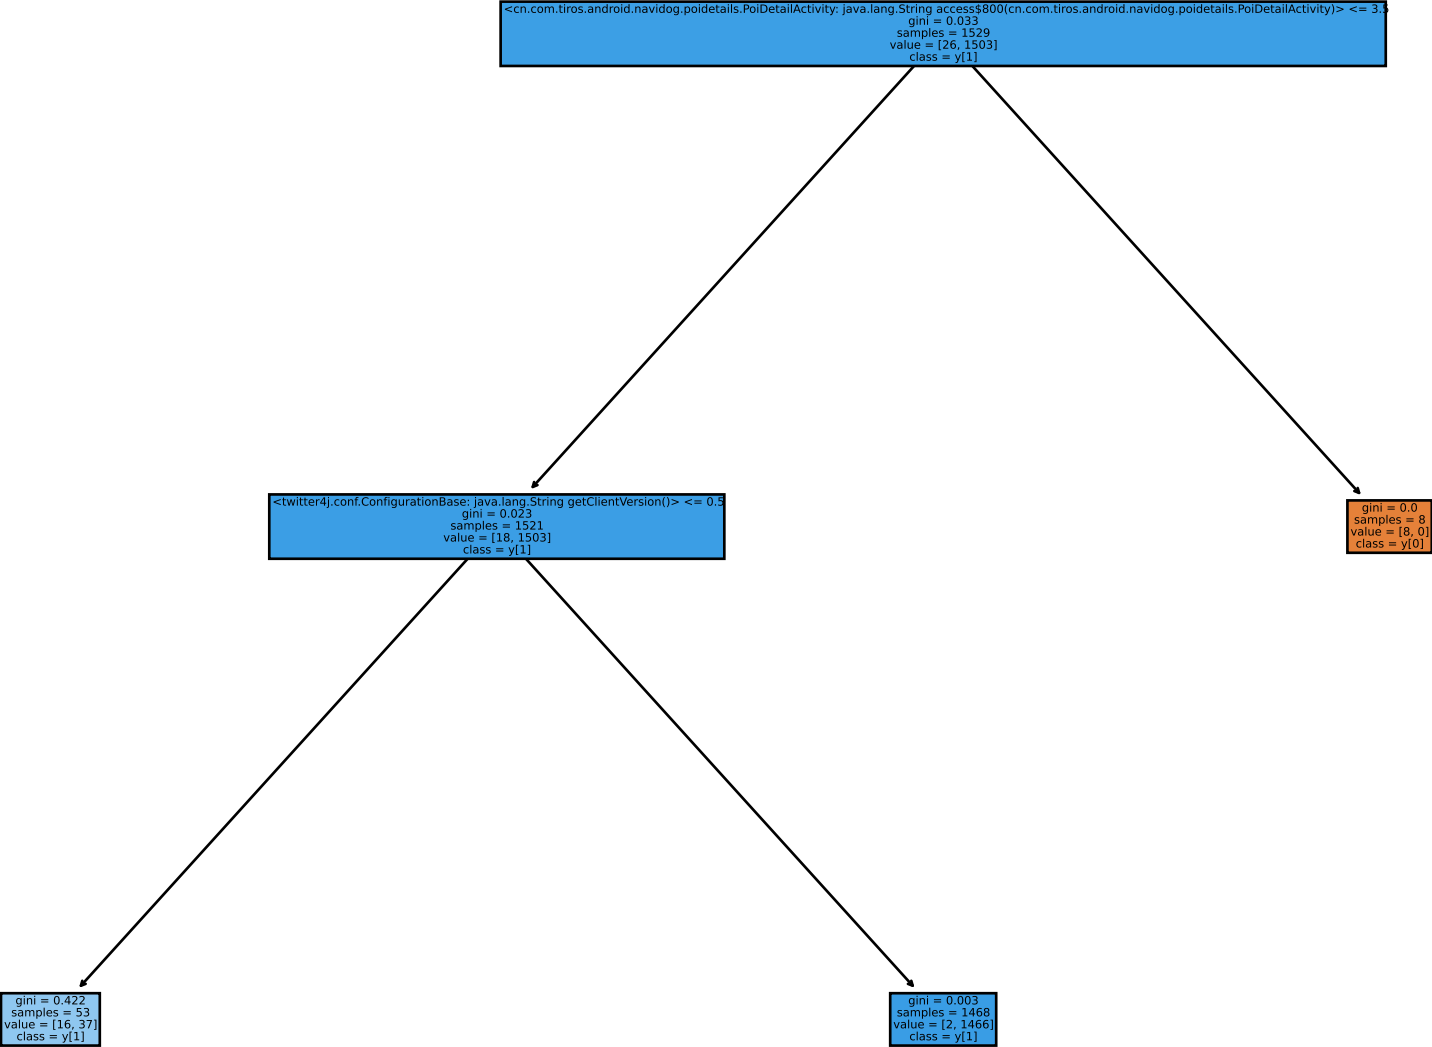 <cn.com.tiros.android.navidog.poidetails.PoiDetailActivity: java.lang.String access$800(cn.com.tiros.android.navidog.poidetails.PoiDetailActivity)> <= 3.5
gini = 0.033
samples = 1529
value = [26, 1503]
class = y[1]
<twitter4j.conf.ConfigurationBase: java.lang.String getClientVersion()> <= 0.5
gini = 0.023
samples = 1521
value = [18, 1503]
class = y[1]
gini = 0.0
samples = 8
value = [8, 0]
class = y[0]
gini = 0.422
samples = 53
value = [16, 37]
class = y[1]
gini = 0.003
samples = 1468
value = [2, 1466]
class = y[1]